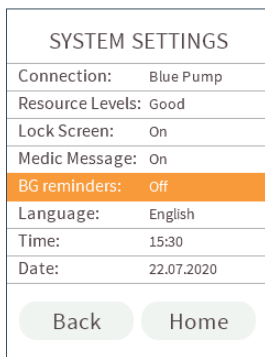 SYSTEM SETTINGS
Connection: Blue Pump
Resource Levels: Good
Lock Screen: On
Medic Message: On
BG reminders: Off
Language: English
Time: 15:30
Date: 22.07.2020
Back Home